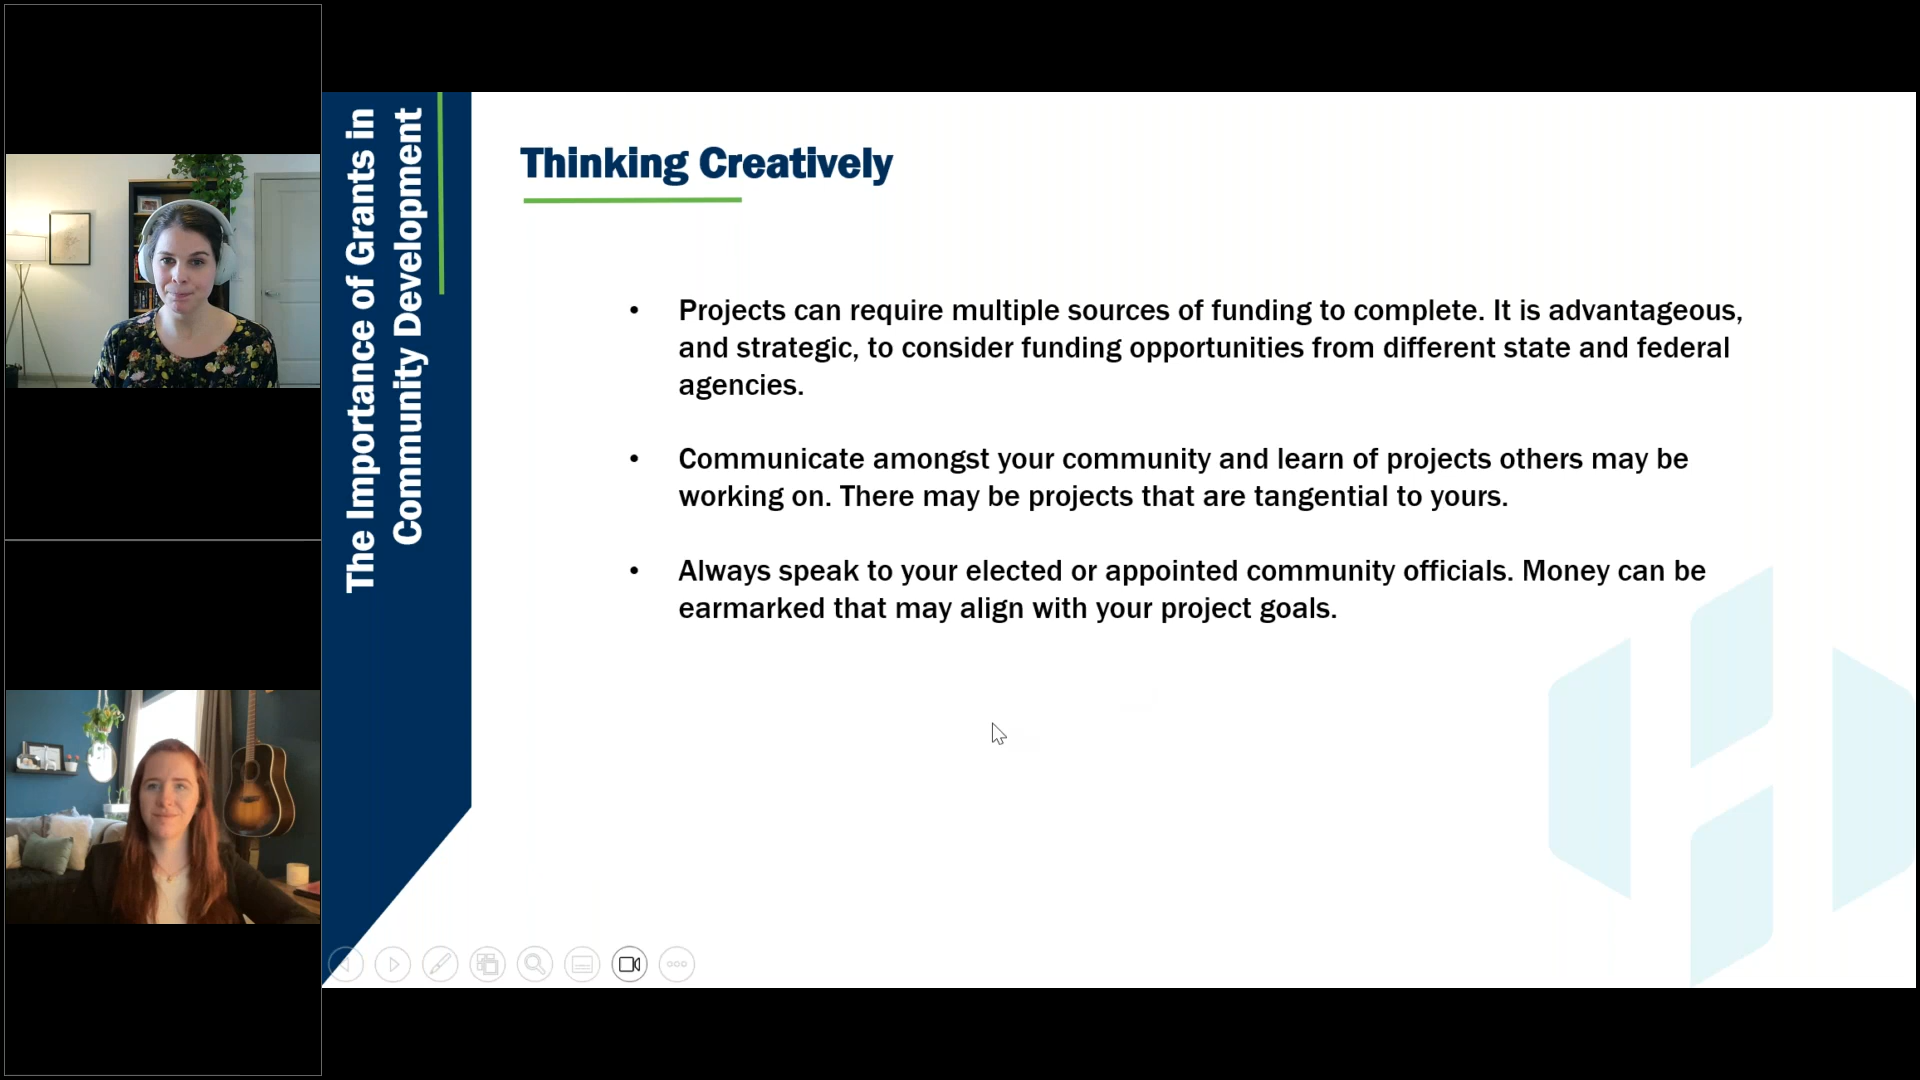 The Importance of Grants in
Community Development
Thinking Creatively
• Projects can require multiple sources of funding to complete. It is advantageous,
and strategic, to consider funding opportunities from different state and federal
agencies.
• Communicate amongst your community and learn of projects others may be
working on. There may be projects that are tangential to yours.
• Always speak to your elected or appointed community officials. Money can be
earmarked that may align with your project goals.